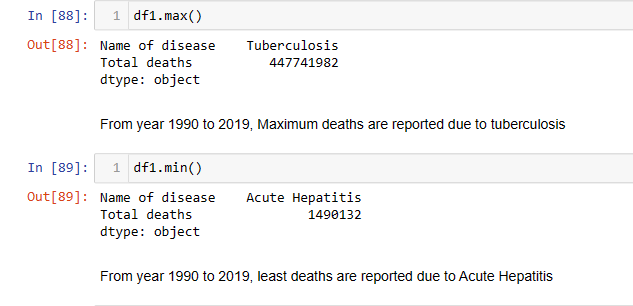 In [88]: 1 df1.max()
Out[88]: Name of disease    Tuberculosis
Total deaths    447741982
dtype: object
From year 1990 to 2019, Maximum deaths are reported due to tuberculosis
In [89]: 1 df1.min()
Out[89]: Name of disease    Acute Hepatitis
Total deaths    1490132
dtype: object
From year 1990 to 2019, least deaths are reported due to Acute Hepatitis